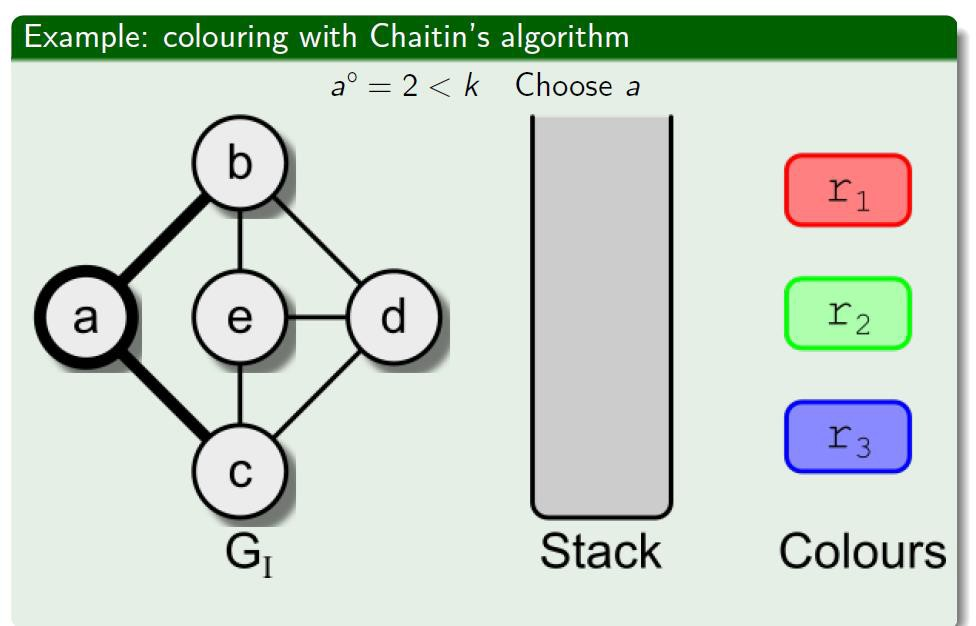 Example: colouring with Chaitin's algorithm
a° = 2 < k Choose a
b
a
e
d
c
G_I
Stack
r_1
r_2
r_3
Colours